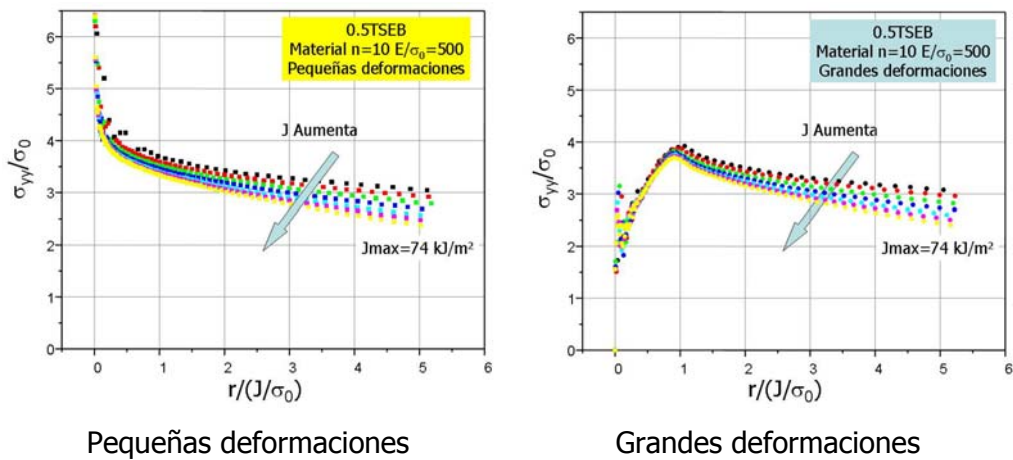 0.5TSEB
Material n=10 E/σ₀=500
Pequeñas deformaciones
J Aumenta
Jmax=74 kJ/m²
σyy/σ₀
6
5
4
3
2
1
0
0 1 2 3 4 5 6
r/(J/σ₀)
Pequeñas deformaciones
0.5TSEB
Material n=10 E/σ₀=500
Grandes deformaciones
J Aumenta
Jmax=74 kJ/m²
σyy/σ₀
6
5
4
3
2
1
0
0 1 2 3 4 5 6
r/(J/σ₀)
Grandes deformaciones